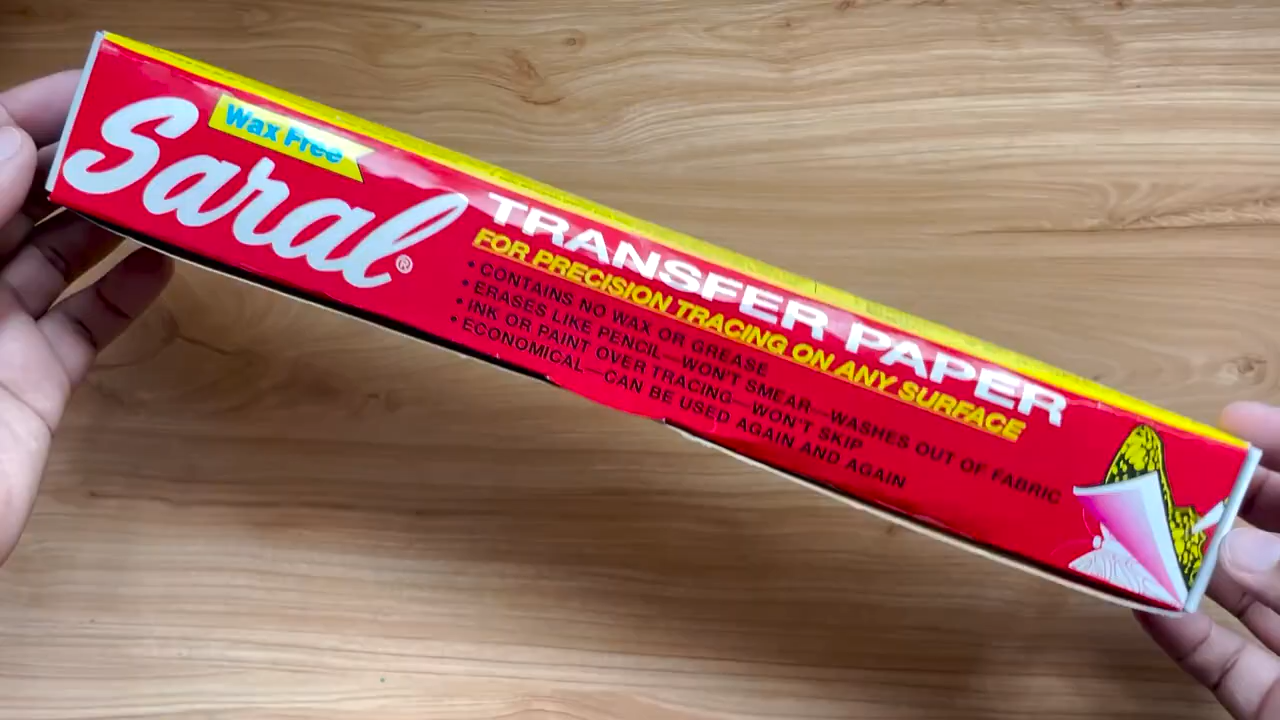 Wax Free
Saral®
TRANSFER PAPER
FOR PRECISION TRACING ON ANY SURFACE
• CONTAINS NO WAX OR GREASE
• ERASES LIKE PENCIL—WON'T SMEAR—WASHES OUT OF FABRIC
• INK OR PAINT OVER TRACING—WON'T SKIP
• ECONOMICAL—CAN BE USED AGAIN AND AGAIN